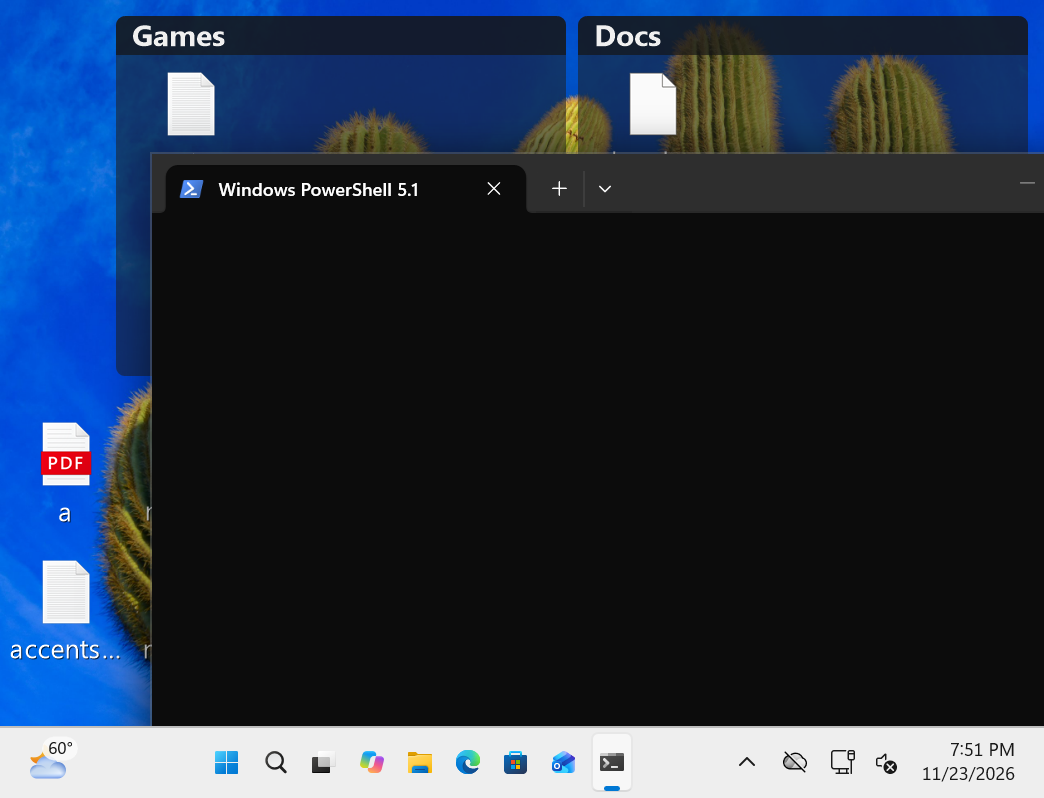 Games
Docs
Windows PowerShell 5.1
PDF
a
accents...
60°
7:51 PM
11/23/2026